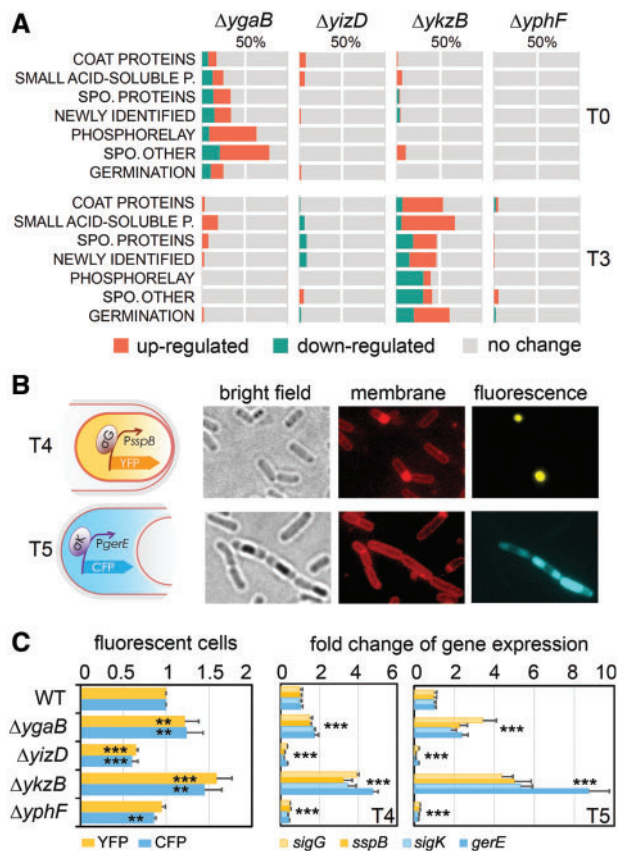 A
ΔygaB ΔyizD ΔykzB ΔyphF
50% 50% 50% 50%
COAT PROTEINS
SMALL ACID-SOLUBLE P.
SPO. PROTEINS
NEWLY IDENTIFIED
PHOSPHORELAY
SPO. OTHER
GERMINATION
T0
COAT PROTEINS
SMALL ACID-SOLUBLE P.
SPO. PROTEINS
NEWLY IDENTIFIED
PHOSPHORELAY
SPO. OTHER
GERMINATION
T3
up-regulated down-regulated no change
B
bright field membrane fluorescence
T4
σG
PsspB
YFP
T5
σK
PgerE
CFP
C
fluorescent cells fold change of gene expression
0 0.5 1 1.5 2 0 2 4 6 0 2 4 6 8 10
WT
ΔygaB ** ** *** ***
ΔyizD *** *** *** ***
ΔykzB *** ** *** ***
ΔyphF ** *** ***
T4 T5
YFP CFP sigG sspB sigK gerE